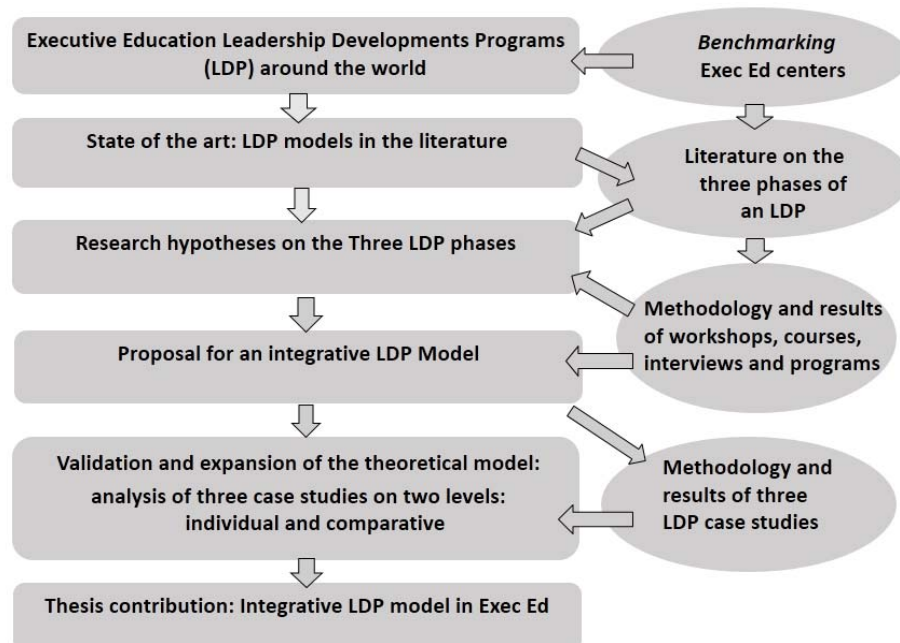 Executive Education Leadership Developments Programs
(LDP) around the world
Benchmarking
Exec Ed centers
State of the art: LDP models in the literature
Literature on the
three phases of
an LDP
Research hypotheses on the Three LDP phases
Methodology and results
of workshops, courses,
interviews and programs
Proposal for an integrative LDP Model
Validation and expansion of the theoretical model:
analysis of three case studies on two levels:
individual and comparative
Methodology and
results of three
LDP case studies
Thesis contribution: Integrative LDP model in Exec Ed